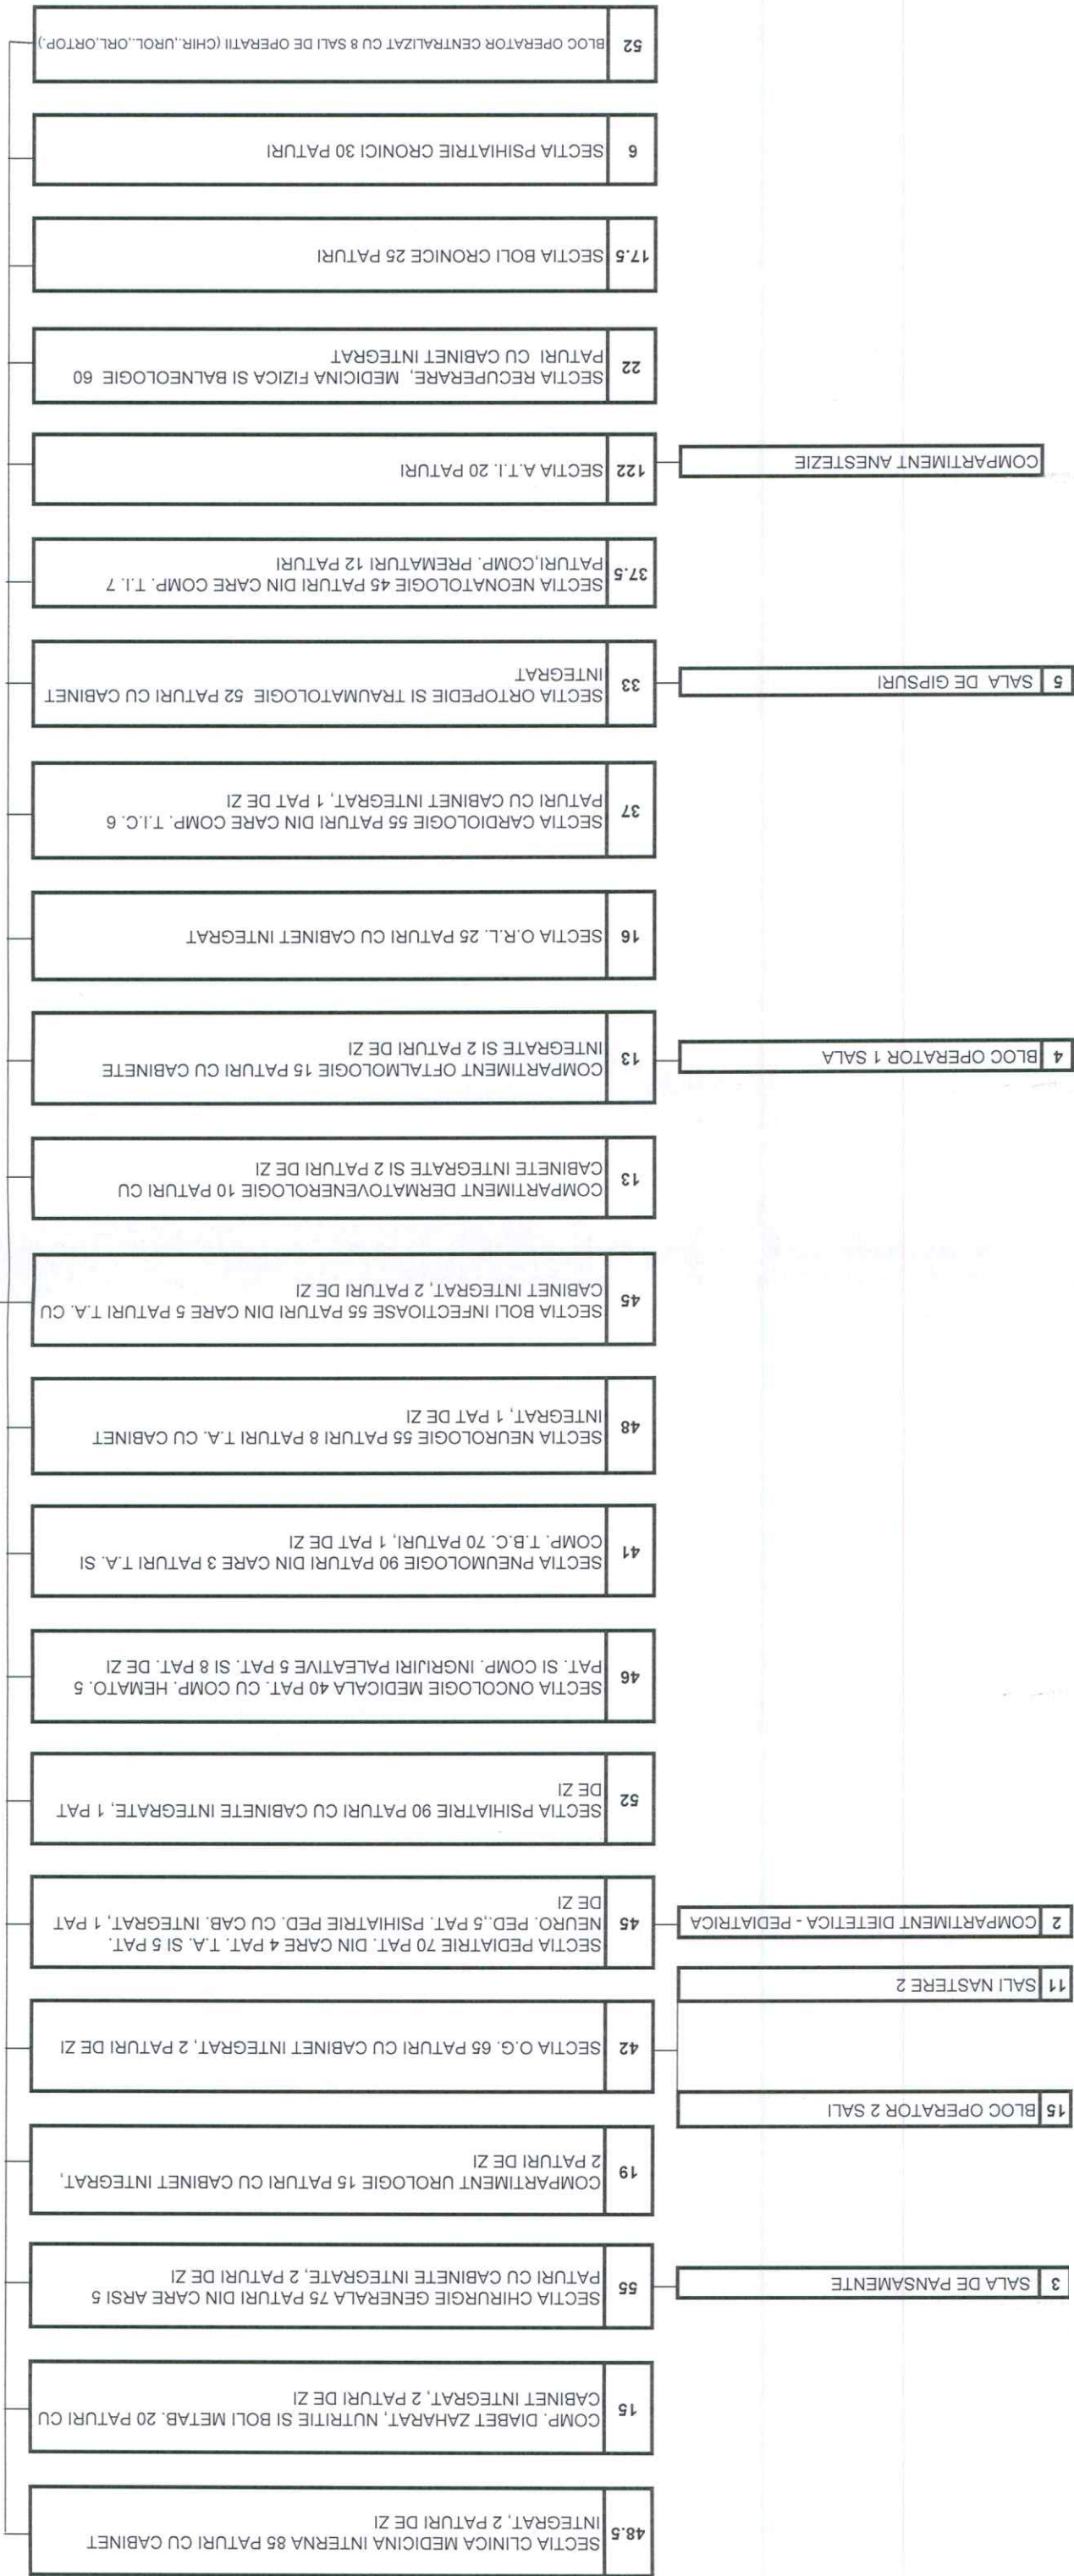 48.5
SECTIA CLINICA MEDICINA INTERNA 85 PATURI CU CABINET
INTEGRAT, 2 PATURI DE ZI
15
COMP. DIABET ZAHARAT, NUTRITIE SI BOLI METAB. 20 PATURI CU
CABINET INTEGRAT, 2 PATURI DE ZI
3
SALA DE PANSAMENTE
55
SECTIA CHIRURGIE GENERALA 75 PATURI DIN CARE ARSI 5
PATURI CU CABINETE INTEGRATE, 2 PATURI DE ZI
19
COMPARTIMENT UROLOGIE 15 PATURI CU CABINET INTEGRAT,
2 PATURI DE ZI
15
BLOC OPERATOR 2 SALI
42
SECTIA O.G. 65 PATURI CU CABINET INTEGRAT, 2 PATURI DE ZI
11
SALI NASTERE 2
2
COMPARTIMENT DIETETICA - PEDIATRICA
45
SECTIA PEDIATRIE 70 PAT. DIN CARE 4 PAT. T.A. SI 5 PAT.
NEURO. PED.,5 PAT. PSIHIATRIE PED. CU CAB. INTEGRAT, 1 PAT
DE ZI
52
SECTIA PSIHIATRIE 90 PATURI CU CABINETE INTEGRATE, 1 PAT
DE ZI
46
SECTIA ONCOLOGIE MEDICALA 40 PAT. CU COMP. HEMATO. 5
PAT. SI COMP. INGRIJIRI PALEATIVE 5 PAT. SI 8 PAT. DE ZI
41
SECTIA PNEUMOLOGIE 90 PATURI DIN CARE 3 PATURI T.A. SI
COMP. T.B.C. 70 PATURI, 1 PAT DE ZI
48
SECTIA NEUROLOGIE 55 PATURI 8 PATURI T.A. CU CABINET
INTEGRAT, 1 PAT DE ZI
45
SECTIA BOLI INFECTIOASE 55 PATURI DIN CARE 5 PATURI T.A. CU
CABINET INTEGRAT, 2 PATURI DE ZI
13
COMPARTIMENT DERMATOVENEROLOGIE 10 PATURI CU
CABINETE INTEGRATE SI 2 PATURI DE ZI
4
BLOC OPERATOR 1 SALA
13
COMPARTIMENT OFTALMOLOGIE 15 PATURI CU CABINETE
INTEGRATE SI 2 PATURI DE ZI
16
SECTIA O.R.L. 25 PATURI CU CABINET INTEGRAT
37
SECTIA CARDIOLOGIE 55 PATURI DIN CARE COMP. T.I.C. 6
PATURI CU CABINET INTEGRAT, 1 PAT DE ZI
5
SALA DE GIPSURI
33
SECTIA ORTOPEDIE SI TRAUMATOLOGIE 52 PATURI CU CABINET
INTEGRAT
37.5
SECTIA NEONATOLOGIE 45 PATURI DIN CARE COMP. T.I. 7
PATURI,COMP. PREMATURI 12 PATURI
COMPARTIMENT ANESTEZIE
122
SECTIA A.T.I. 20 PATURI
22
SECTIA RECUPERARE, MEDICINA FIZICA SI BALNEOLOGIE 60
PATURI CU CABINET INTEGRAT
17.5
SECTIA BOLI CRONICE 25 PATURI
6
SECTIA PSIHIATRIE CRONICI 30 PATURI
52
BLOC OPERATOR CENTRALIZAT CU 8 SALI DE OPERATII (CHIR.,UROL.,ORL,ORTOP.)